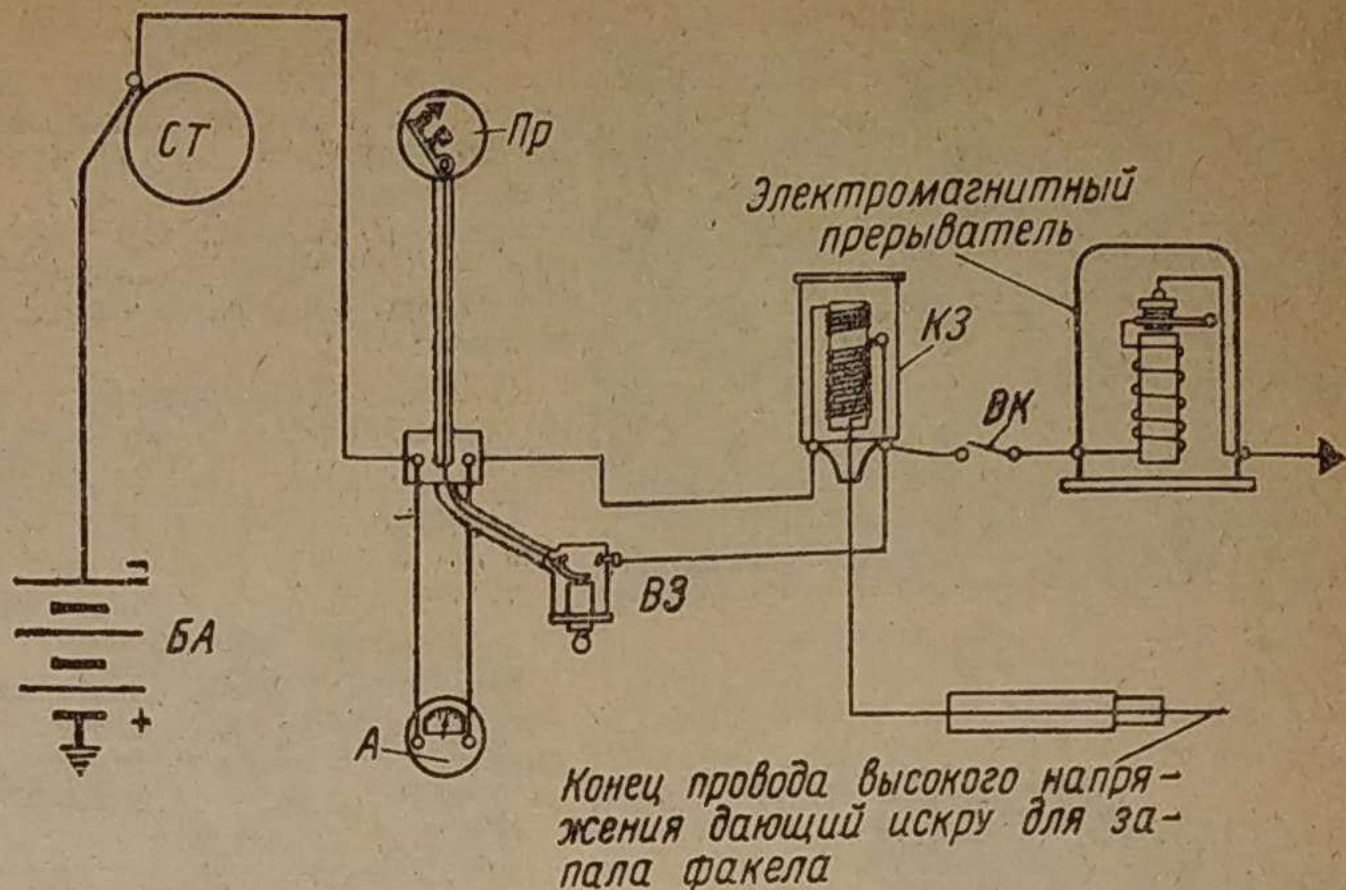 СТ
Пр
Электромагнитный
прерыватель
КЗ
ВК
ВЗ
-
БА
+
А
Конец провода высокого напря-
жения дающий искру для за-
пала факела